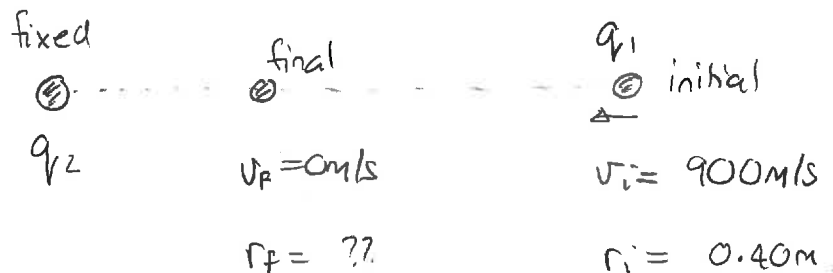 fixed
final
q1
initial
q2
vf = 0m/s
vi = 900m/s
rf = ??
ri = 0.40m